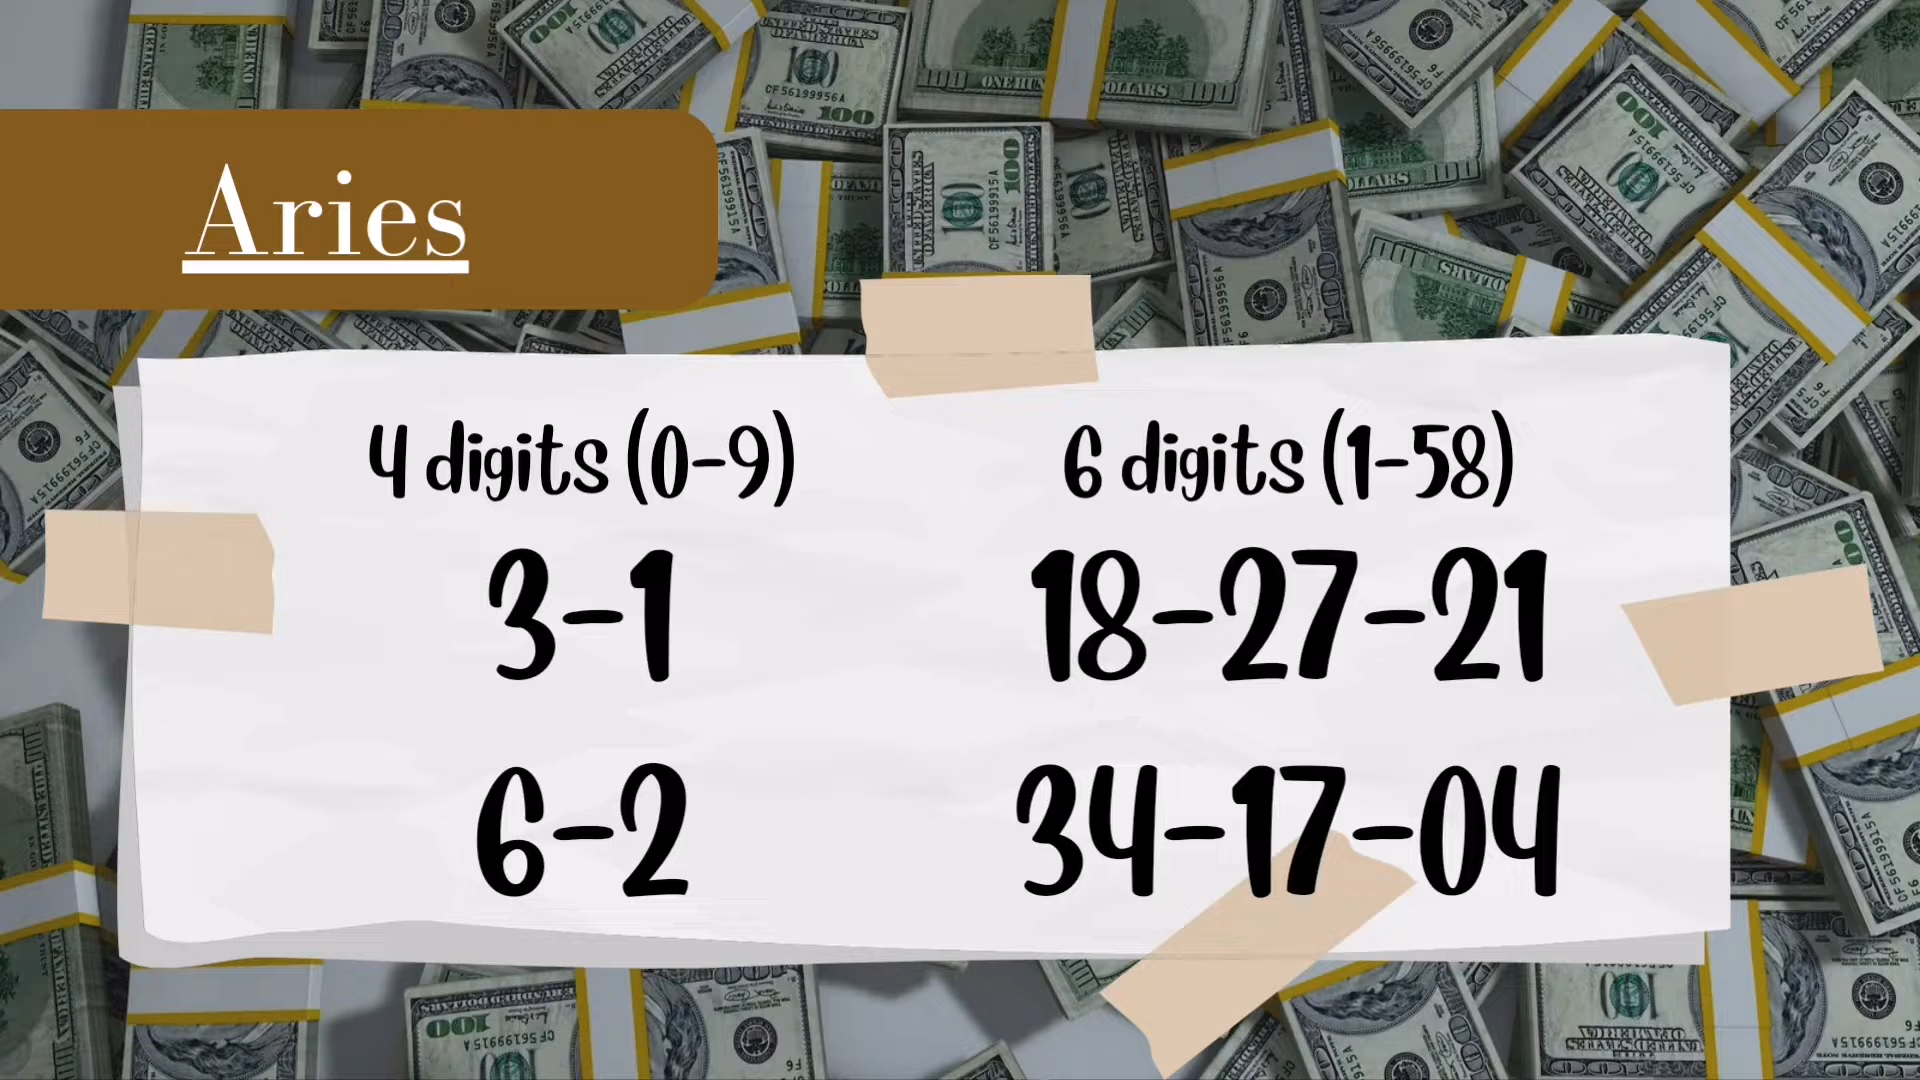 Aries
4 digits (0-9)
3-1
6-2
6 digits (1-58)
18-27-21
34-17-04